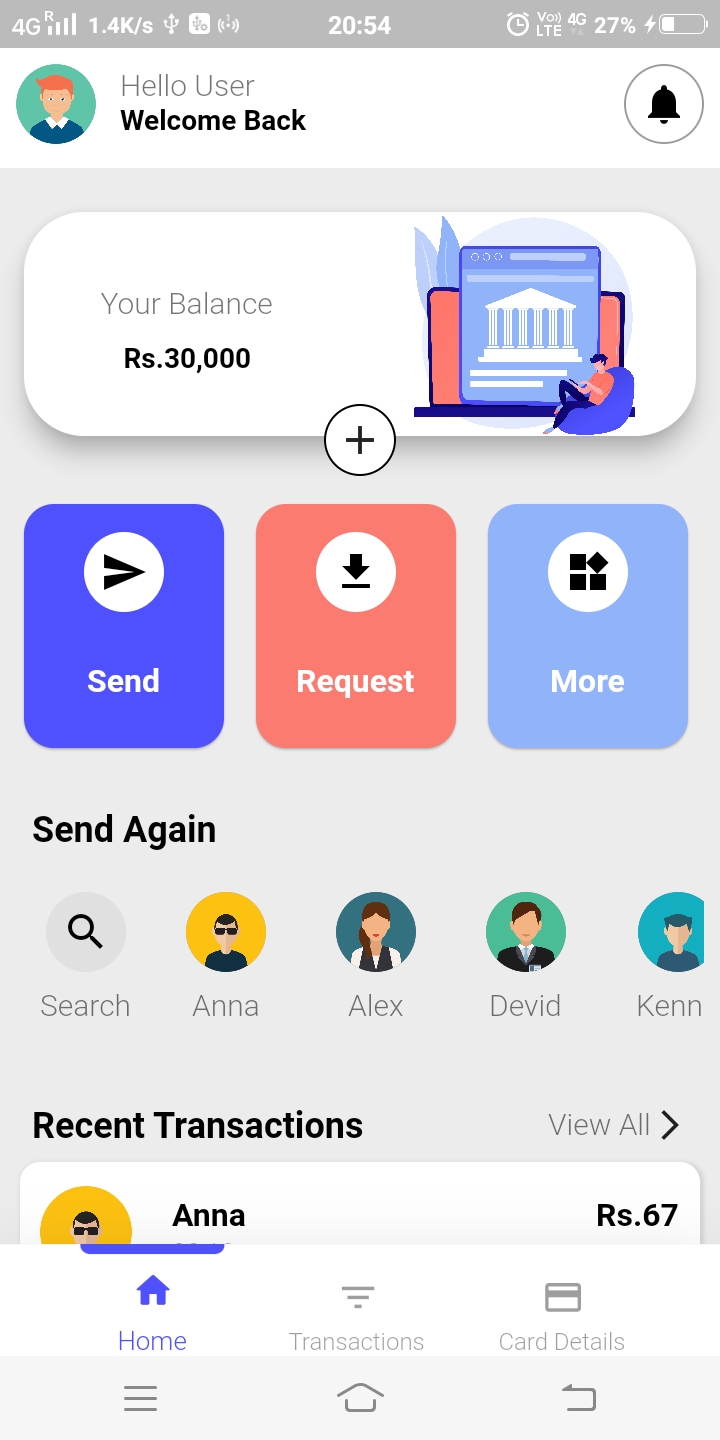 4G R 1.4K/s 20:54 Vo)) LTE 4G 27%
Hello User
Welcome Back
Your Balance
Rs.30,000
Send Request More
Send Again
Search Anna Alex Devid Kenn
Recent Transactions View All
Anna Rs.67
Home Transactions Card Details